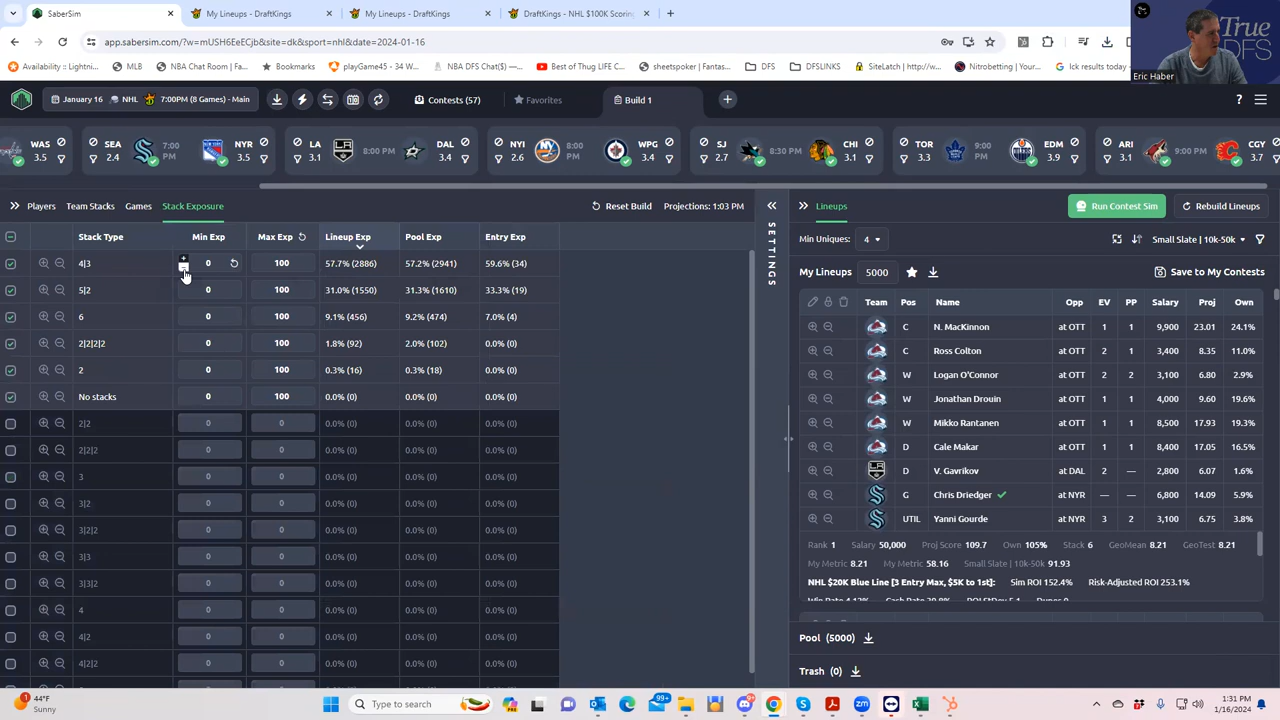 SaberSim
My Lineups - DraftKings
My Lineups - DraftKings
DraftKings - NHL $100K Scoring
app.sabersim.com/?w=mUSH6EeECjb&site=dk&sport=nhl&date=2024-01-16
Availability :: Lightni...
MLB
NBA Chat Forum (Re...
playGame45 - 34 W...
NBA DFS Chat($) —...
Best of Thug LIFE C...
sheetspoker | Fantas...
DFS
DFSLINKS
SiteLatch | http://w...
Nitrobetting | Your...
lck results today...
True
DFS
Eric Haber
January 16 NHL 7:00PM (8 Games) - Main
Contests (57)
Favorites
Build 1
WAS 3.2
SEA 2.4 7:00 PM NYR 3.5
LA 3.1 8:00 PM DAL 3.4
NYI 2.6 8:00 PM WPG 3.4
SJ 2.7 8:30 PM CHI 3.1
TOR 3.3 9:00 PM EDM 3.9
ARI 3.1 9:00 PM CGY 3.7
Players Team Stacks Games Stack Exposure Reset Build Projections: 1:03 PM
Stack Type Min Exp Max Exp Lineup Exp Pool Exp Entry Exp
4|3 0 100 57.7% (2886) 57.2% (2941) 59.6% (34)
5|2 0 100 31.0% (1550) 31.3% (1610) 33.3% (19)
6 0 100 9.1% (456) 9.2% (474) 7.0% (4)
2|2|2|2 0 100 1.8% (92) 2.0% (102) 0.0% (0)
2 0 100 0.3% (16) 0.3% (18) 0.0% (0)
No stacks 0 100 0.0% (0) 0.0% (0) 0.0% (0)
2|2 0 0 0.0% (0) 0.0% (0) 0.0% (0)
2|2|2 0 0 0.0% (0) 0.0% (0) 0.0% (0)
3 0 0 0.0% (0) 0.0% (0) 0.0% (0)
3|2 0 0 0.0% (0) 0.0% (0) 0.0% (0)
3|2|2 0 0 0.0% (0) 0.0% (0) 0.0% (0)
3|3 0 0 0.0% (0) 0.0% (0) 0.0% (0)
3|3|2 0 0 0.0% (0) 0.0% (0) 0.0% (0)
4 0 0 0.0% (0) 0.0% (0) 0.0% (0)
4|2 0 0 0.0% (0) 0.0% (0) 0.0% (0)
4|2|2 0 0 0.0% (0) 0.0% (0) 0.0% (0)
SETTINGS
Lineups Run Contest Sim Rebuild Lineups
Min Uniques: 4 Small Slate | 10k-50k
My Lineups 5000 Save to My Contests
Team Pos Name Opp EV PP Salary Proj Own
C N. MacKinnon at OTT 1 1 9,900 23.01 24.1%
C Ross Colton at OTT 2 1 3,400 8.35 11.0%
W Logan O'Connor at OTT 2 2 3,100 6.80 2.9%
W Jonathan Drouin at OTT 1 1 4,000 9.60 19.6%
W Mikko Rantanen at OTT 1 1 8,500 17.93 19.3%
D Cale Makar at OTT 1 1 8,400 17.05 16.5%
D V. Gavrikov at DAL 2 — 2,800 6.07 1.6%
G Chris Driedger at NYR — — 6,800 14.09 5.9%
UTIL Yanni Gourde at NYR 3 2 3,100 6.75 3.8%
Rank 1 Salary 50,000 Proj Score 109.7 Own 105% Stack 6 GeoMean 8.21 GeoTest 8.21
My Metric 8.21 My Metric 58.16 Small Slate | 10k-50k 91.93
NHL $20K Blue Line [3 Entry Max, $5K to 1st]: Sim ROI 152.4% Risk-Adjusted ROI 253.1%
Pool (5000)
Trash (0)
44°F
Sunny
Type here to search
99+
1:31 PM
1/16/2024